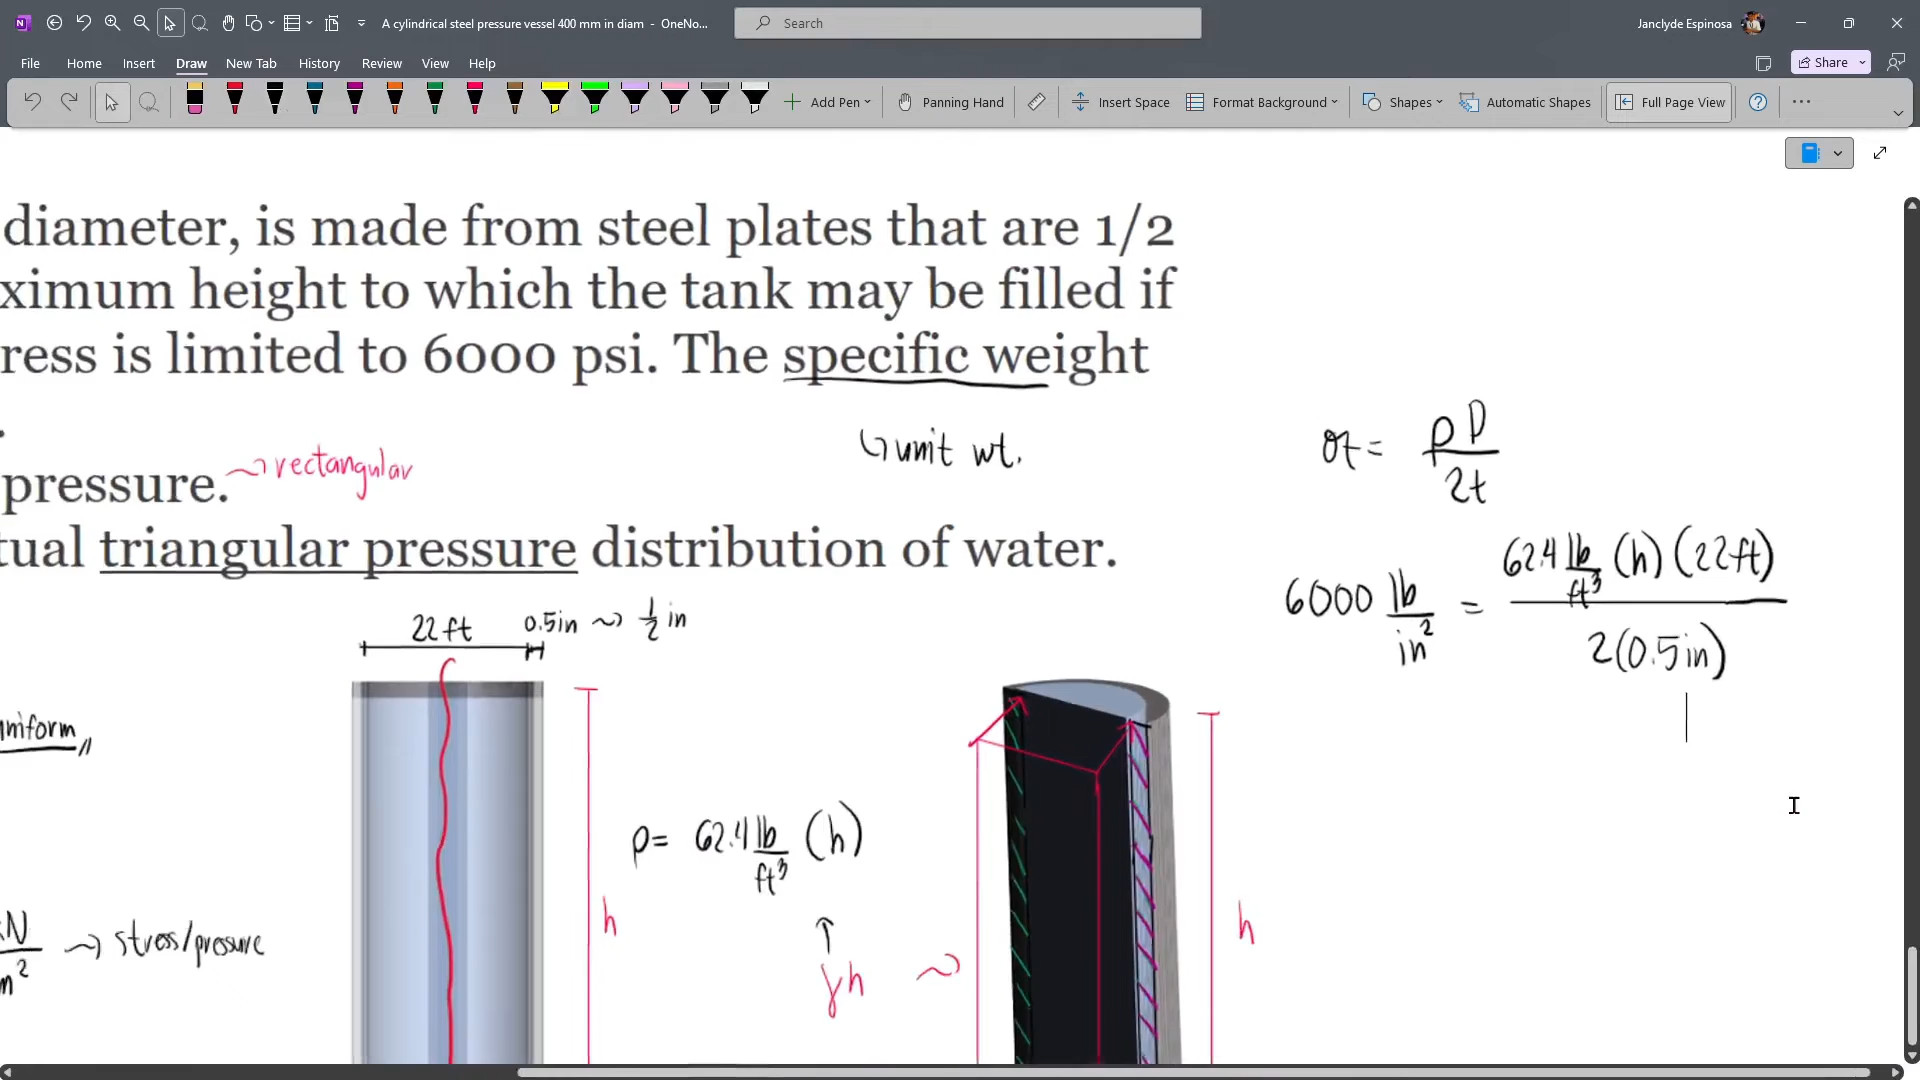 A cylindrical steel pressure vessel 400 mm in diam - OneNo...
Search
Janclyde Espinosa
File Home Insert Draw New Tab History Review View Help
Share
Add Pen
Panning Hand
Insert Space
Format Background
Shapes
Automatic Shapes
Full Page View
diameter, is made from steel plates that are 1/2
ximum height to which the tank may be filled if
ress is limited to 6000 psi. The specific weight
.
unit wt.
pressure.
rectangular
tual triangular pressure distribution of water.
σt = pD/2t
6000 lb/in² = 62.4 lb/ft³ (h) (22ft) / 2(0.5in)
22 ft
0.5in ~> 1/2 in
uniform
p = 62.4 lb/ft³ (h)
γh
h
h
N/m² ~> stress/pressure